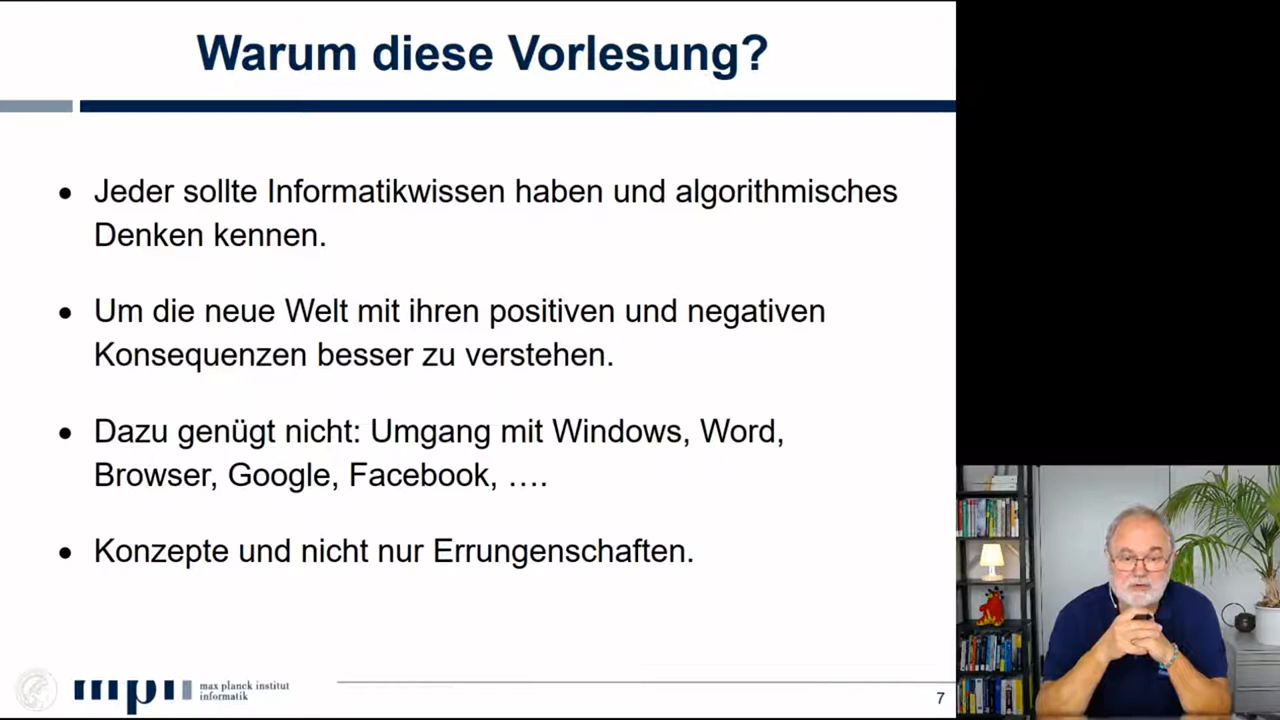 Warum diese Vorlesung?
• Jeder sollte Informatikwissen haben und algorithmisches
Denken kennen.
• Um die neue Welt mit ihren positiven und negativen
Konsequenzen besser zu verstehen.
• Dazu genügt nicht: Umgang mit Windows, Word,
Browser, Google, Facebook, ….
• Konzepte und nicht nur Errungenschaften.
mpii
max planck institut
informatik
7